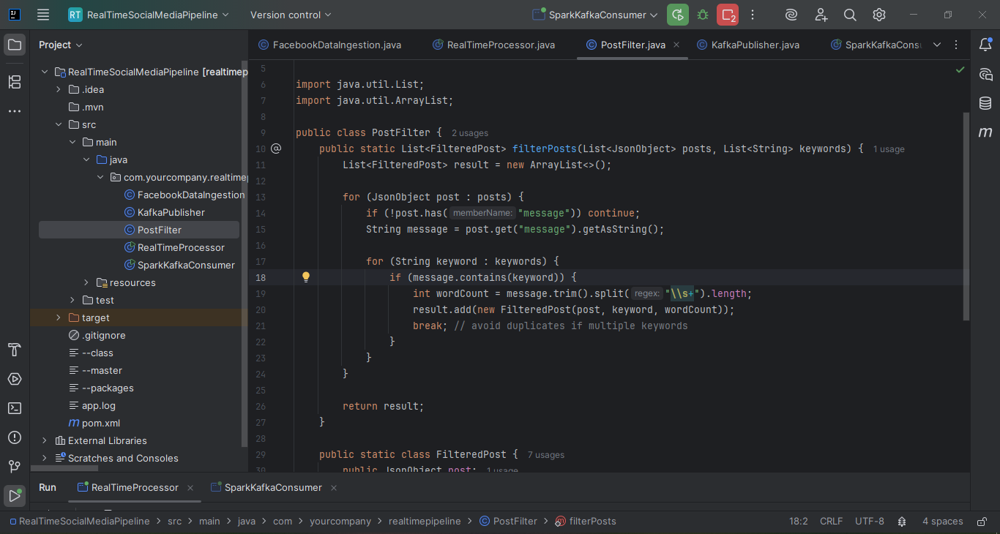 RT RealTimeSocialMediaPipeline Version control SparkKafkaConsumer 2
Project
RealTimeSocialMediaPipeline [realtimep
.idea
.mvn
src
main
java
com.yourcompany.realtimep
FacebookDataIngestion
KafkaPublisher
PostFilter
RealTimeProcessor
SparkKafkaConsumer
resources
test
target
.gitignore
--class
--master
--packages
app.log
pom.xml
External Libraries
Scratches and Consoles
FacebookDataIngestion.java RealTimeProcessor.java PostFilter.java KafkaPublisher.java SparkKafkaConsu
5
6 import java.util.List;
7 import java.util.ArrayList;
8
9 public class PostFilter { 2 usages
10 public static List<FilteredPost> filterPosts(List<JsonObject> posts, List<String> keywords) { 1 usage
11 List<FilteredPost> result = new ArrayList<>();
12
13 for (JsonObject post : posts) {
14 if (!post.has( memberName: "message")) continue;
15 String message = post.get("message").getAsString();
16
17 for (String keyword : keywords) {
18 if (message.contains(keyword)) {
19 int wordCount = message.trim().split( regex: "\\s+").length;
20 result.add(new FilteredPost(post, keyword, wordCount));
21 break; // avoid duplicates if multiple keywords
22 }
23 }
24 }
25
26 return result;
27 }
28
29 public static class FilteredPost { 7 usages
30 public JsonObject post; 1 usage
Run RealTimeProcessor SparkKafkaConsumer
RealTimeSocialMediaPipeline > src > main > java > com > yourcompany > realtimepipeline > PostFilter > filterPosts 18:2 CRLF UTF-8 4 spaces